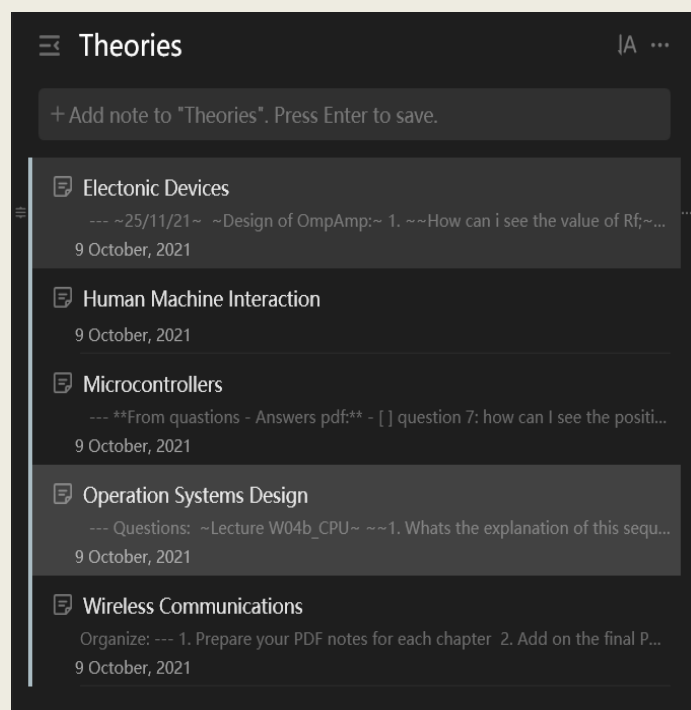 Theories
+ Add note to "Theories". Press Enter to save.
Electonic Devices
--- ~25/11/21~ ~Design of OmpAmp:~ 1. ~~How can i see the value of Rf;~...
9 October, 2021
Human Machine Interaction
9 October, 2021
Microcontrollers
--- **From quastions - Answers pdf:** - [ ] question 7: how can I see the positi...
9 October, 2021
Operation Systems Design
--- Questions: ~Lecture W04b_CPU~ ~~1. Whats the explanation of this sequ...
9 October, 2021
Wireless Communications
Organize: --- 1. Prepare your PDF notes for each chapter 2. Add on the final P...
9 October, 2021